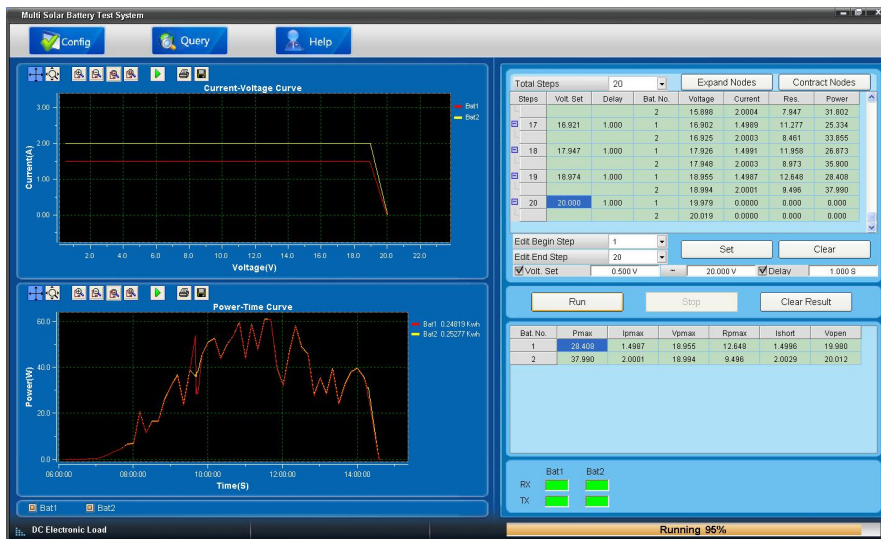 Multi Solar Battery Test System
Config Query Help
Current-Voltage Curve
Bat1
Bat2
Current(A)
3.00
2.00
1.00
0.00
2.0 4.0 6.0 8.0 10.0 12.0 14.0 16.0 18.0 20.0 22.0
Voltage(V)
Power-Time Curve
Bat1 0.24819 Kwh
Bat2 0.25277 Kwh
Power(W)
60.0
40.0
20.0
0.0
06:00:00 08:00:00 10:00:00 12:00:00 14:00:00
Time(S)
Bat1 Bat2
Total Steps 20 Expand Nodes Contract Nodes
Steps Volt. Set Delay Bat. No. Voltage Current Res. Power
2 15.898 2.0004 7.947 31.802
17 16.921 1.000 1 16.902 1.4989 11.277 25.334
2 16.925 2.0003 8.461 33.855
18 17.947 1.000 1 17.926 1.4991 11.958 26.873
2 17.948 2.0003 8.973 35.900
19 18.974 1.000 1 18.955 1.4987 12.648 28.408
2 18.994 2.0001 9.496 37.990
20 20.000 1.000 1 19.979 0.0000 0.000 0.000
2 20.019 0.0000 0.000 0.000
Edit Begin Step 1
Edit End Step 20
Set Clear
Volt. Set 0.500 V ~ 20.000 V Delay 1.000 S
Run Stop Clear Result
Bat. No. Pmax Ipmax Vpmax Rpmax Ishort Vopen
1 28.408 1.4987 18.955 12.648 1.4996 19.980
2 37.990 2.0001 18.994 9.496 2.0029 20.012
Bat1 Bat2
RX
TX
DC Electronic Load
Running 95%